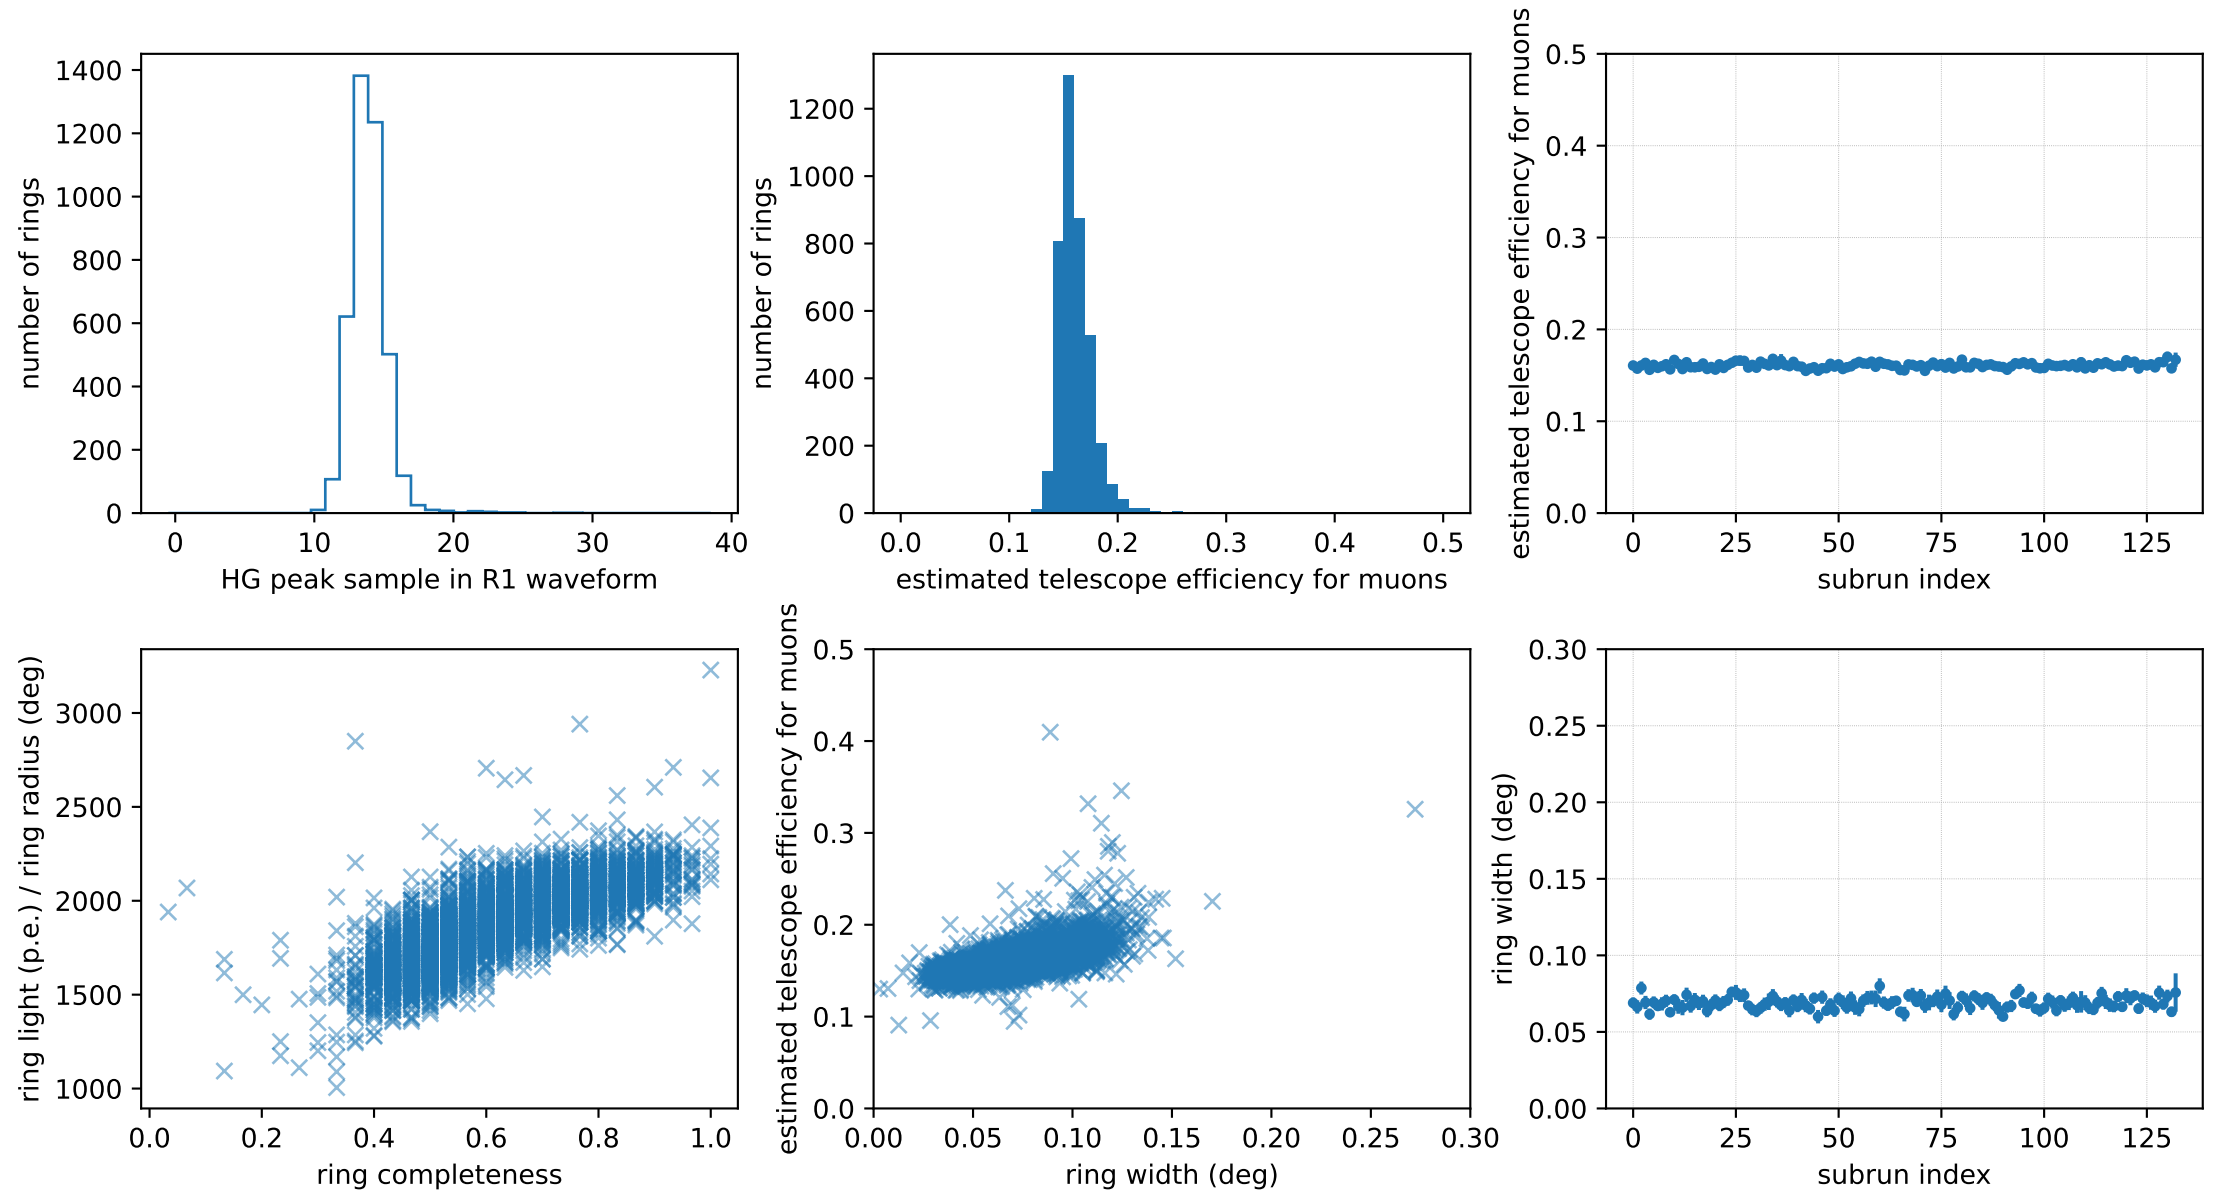 number of rings
1400
1200
1000
800
600
400
200
0
0 10 20 30 40
HG peak sample in R1 waveform
number of rings
1200
1000
800
600
400
200
0
0.0 0.1 0.2 0.3 0.4 0.5
estimated telescope efficiency for muons
estimated telescope efficiency for muons
0.5
0.4
0.3
0.2
0.1
0.0
0 25 50 75 100 125
subrun index
ring light (p.e.) / ring radius (deg)
3000
2500
2000
1500
1000
0.0 0.2 0.4 0.6 0.8 1.0
ring completeness
estimated telescope efficiency for muons
0.5
0.4
0.3
0.2
0.1
0.0
0.00 0.05 0.10 0.15 0.20 0.25 0.30
ring width (deg)
ring width (deg)
0.30
0.25
0.20
0.15
0.10
0.05
0.00
0 25 50 75 100 125
subrun index